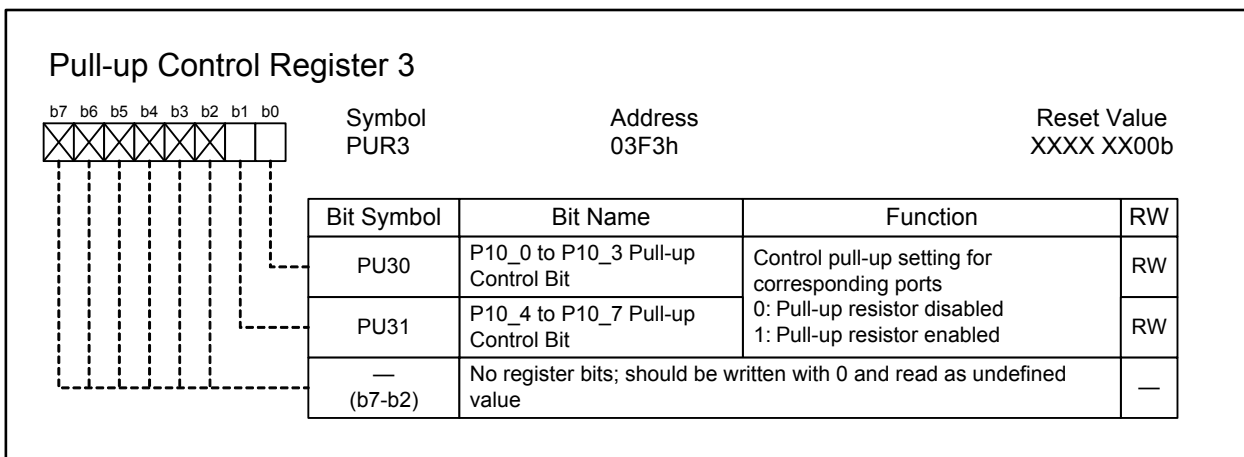 Pull-up Control Register 3
b7 b6 b5 b4 b3 b2 b1 b0
Symbol Address Reset Value
PUR3 03F3h XXXX XX00b
Bit Symbol Bit Name Function RW
PU30 P10_0 to P10_3 Pull-up
Control Bit
Control pull-up setting for
corresponding ports
0: Pull-up resistor disabled
1: Pull-up resistor enabled
RW
PU31 P10_4 to P10_7 Pull-up
Control Bit
RW
—
(b7-b2)
No register bits; should be written with 0 and read as undefined
value
—